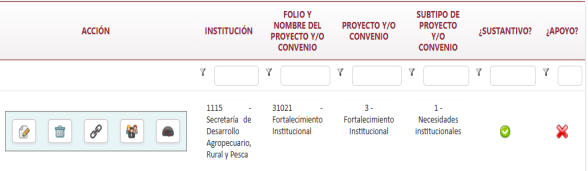 ACCIÓN
INSTITUCIÓN
FOLIO Y
NOMBRE DEL
PROYECTO Y/O
CONVENIO
PROYECTO Y/O
CONVENIO
SUBTIPO DE
PROYECTO
Y/O
CONVENIO
¿SUSTANTIVO?
¿APOYO?
1115 -
Secretaría de
Desarrollo
Agropecuario,
Rural y Pesca
31021 -
Fortalecimiento
Institucional
3 -
Fortalecimiento
Institucional
1 -
Necesidades
institucionales